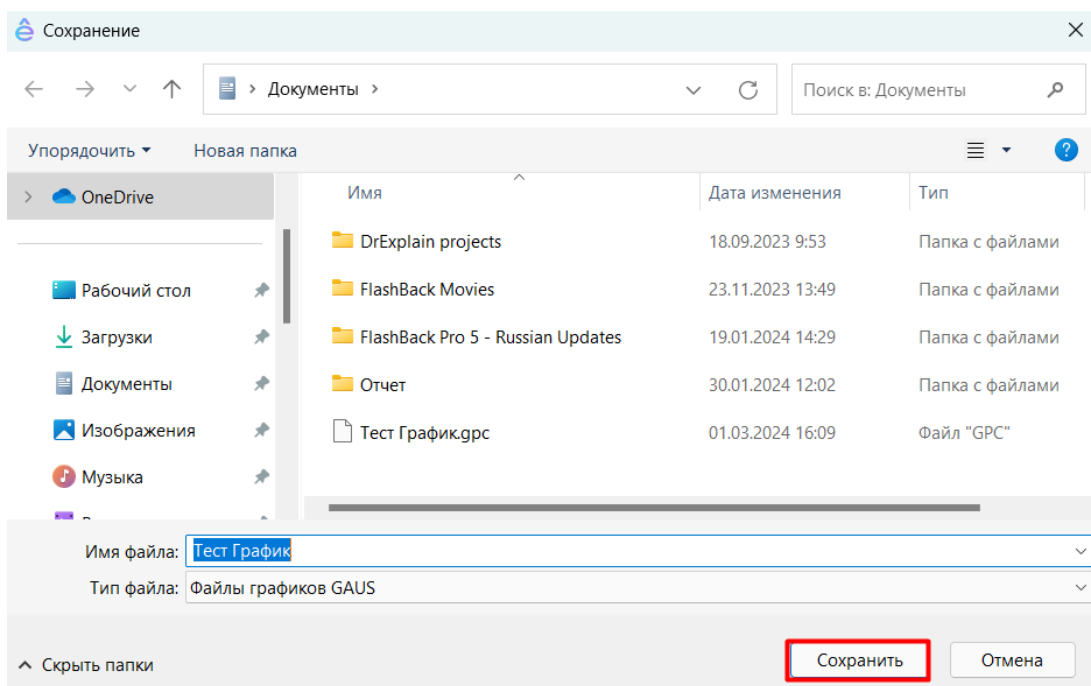 Сохранение
Документы
Поиск в: Документы
Упорядочить
Новая папка
?
OneDrive
Рабочий стол
Загрузки
Документы
Изображения
Музыка
Имя Дата изменения Тип
DrExplain projects 18.09.2023 9:53 Папка с файлами
FlashBack Movies 23.11.2023 13:49 Папка с файлами
FlashBack Pro 5 - Russian Updates 19.01.2024 14:29 Папка с файлами
Отчет 30.01.2024 12:02 Папка с файлами
Тест График.gpc 01.03.2024 16:09 Файл "GPC"
Имя файла: Тест График
Тип файла: Файлы графиков GAUS
Скрыть папки
Сохранить
Отмена